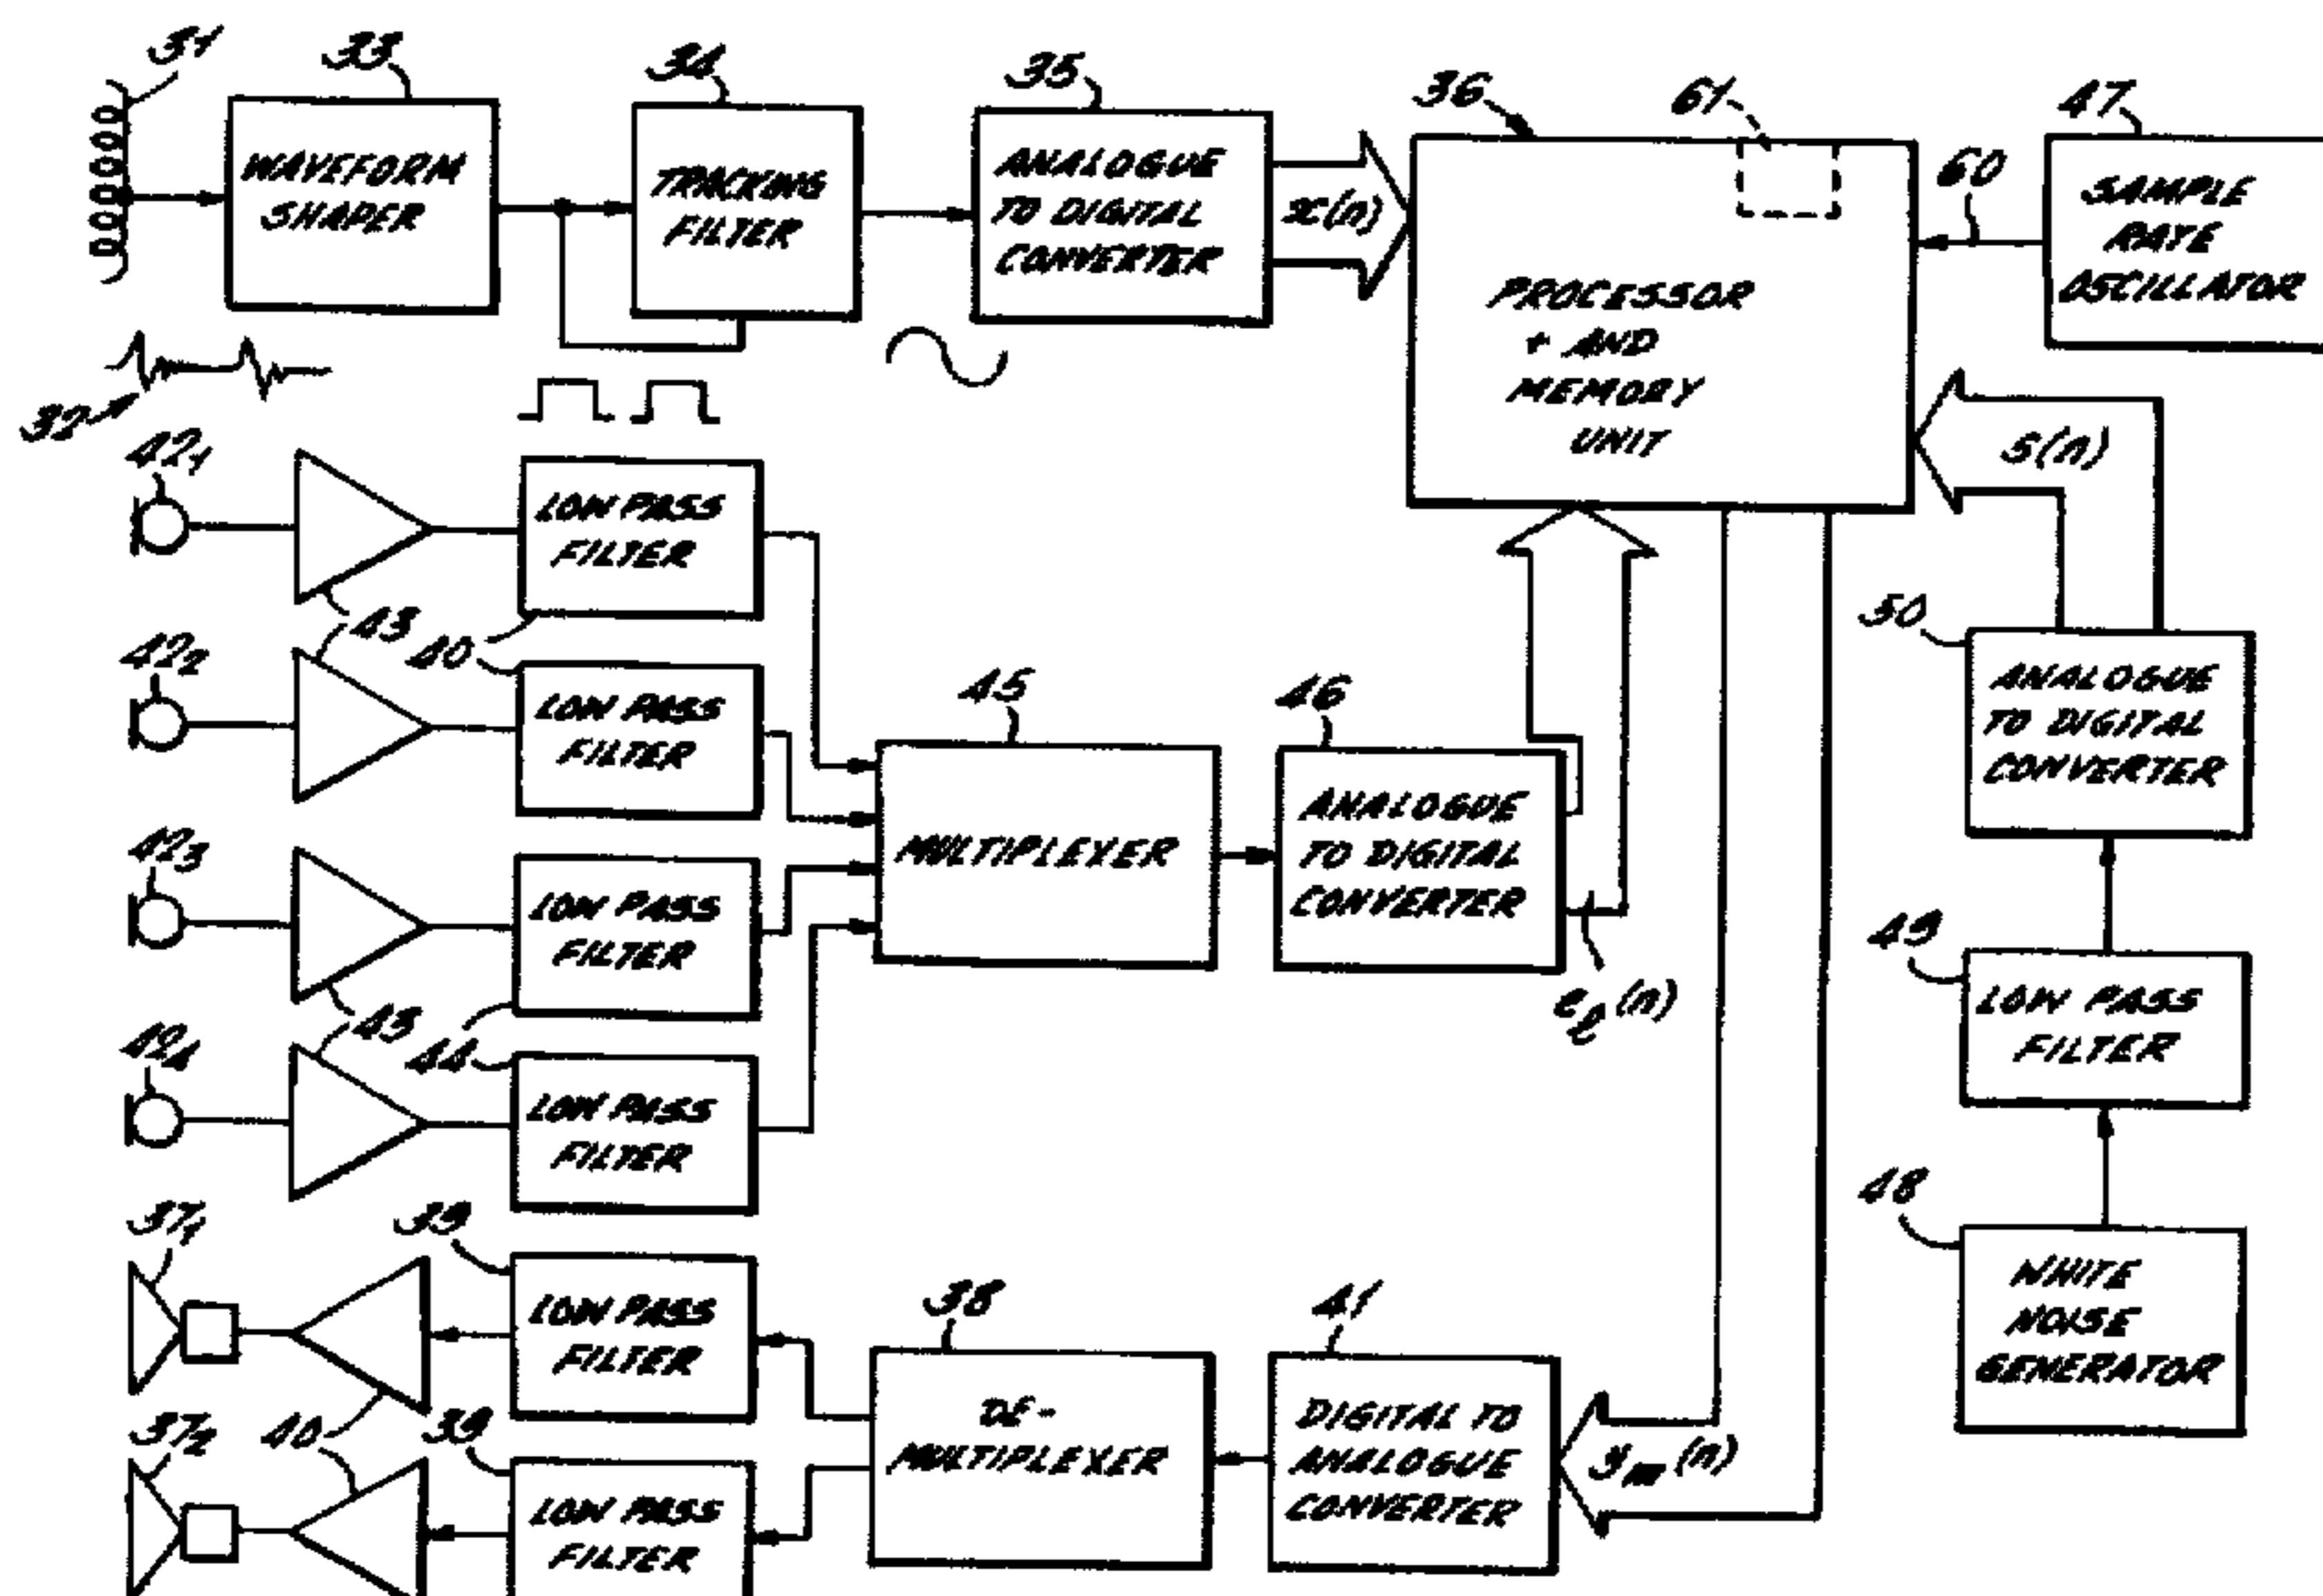 31
33
34
35
36
61
47
WAVEFORM
SHAPER
TRACKING
FILTER
ANALOGUE
TO DIGITAL
CONVERTER
x(n)
PROCESSOR
+ AND
MEMORY
UNIT
60
SAMPLE
RATE
OSCILLATOR
32
s(n)
42₁
LOW PASS
FILTER
43
40
42₂
LOW PASS
FILTER
50
ANALOGUE
TO DIGITAL
CONVERTER
45
46
MULTIPLEXER
ANALOGUE
TO DIGITAL
CONVERTER
42₃
LOW PASS
FILTER
43
44
eℓ(n)
49
LOW PASS
FILTER
42₄
LOW PASS
FILTER
48
WHITE
NOISE
GENERATOR
37₁
39
LOW PASS
FILTER
38
41
DE-
MULTIPLEXER
DIGITAL TO
ANALOGUE
CONVERTER
yₘ(n)
37₂
40
39
LOW PASS
FILTER